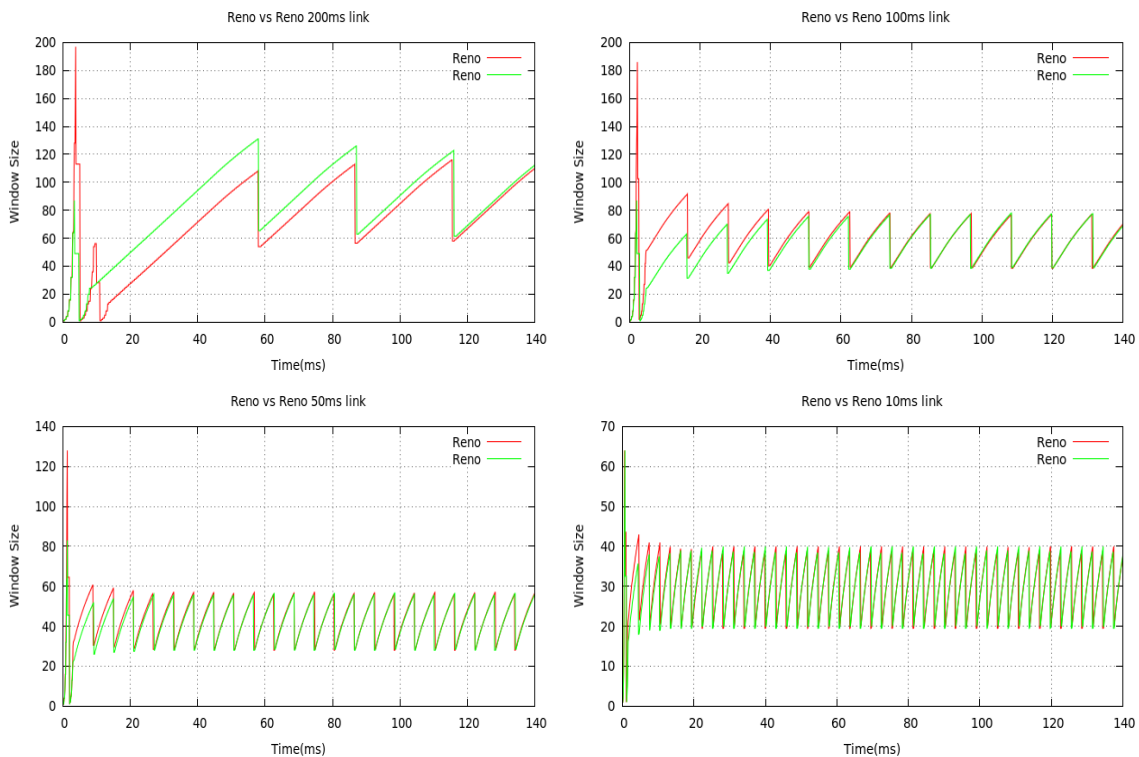 Reno vs Reno 200ms link
Reno
Reno
200
180
160
140
120
100
80
60
40
20
0
Window Size
0 20 40 60 80 100 120 140
Time(ms)
Reno vs Reno 100ms link
Reno
Reno
200
180
160
140
120
100
80
60
40
20
0
Window Size
0 20 40 60 80 100 120 140
Time(ms)
Reno vs Reno 50ms link
Reno
Reno
140
120
100
80
60
40
20
0
Window Size
0 20 40 60 80 100 120 140
Time(ms)
Reno vs Reno 10ms link
Reno
Reno
70
60
50
40
30
20
10
0
Window Size
0 20 40 60 80 100 120 140
Time(ms)